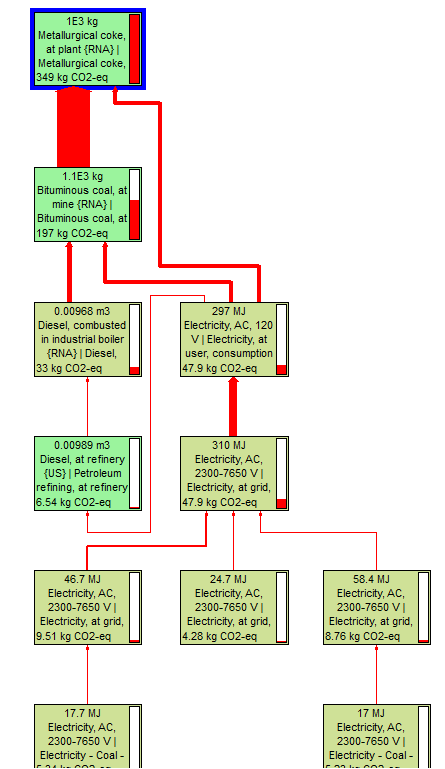 1E3 kg
Metallurgical coke,
at plant {RNA} |
Metallurgical coke,
349 kg CO2-eq
1.1E3 kg
Bituminous coal, at
mine {RNA} |
Bituminous coal, at
197 kg CO2-eq
0.00968 m3
Diesel, combusted
in industrial boiler
{RNA} | Diesel,
33 kg CO2-eq
297 MJ
Electricity, AC, 120
V | Electricity, at
user, consumption
47.9 kg CO2-eq
0.00989 m3
Diesel, at refinery
{US} | Petroleum
refining, at refinery
6.54 kg CO2-eq
310 MJ
Electricity, AC,
2300-7650 V |
Electricity, at grid,
47.9 kg CO2-eq
46.7 MJ
Electricity, AC,
2300-7650 V |
Electricity, at grid,
9.51 kg CO2-eq
24.7 MJ
Electricity, AC,
2300-7650 V |
Electricity, at grid,
4.28 kg CO2-eq
58.4 MJ
Electricity, AC,
2300-7650 V |
Electricity, at grid,
8.76 kg CO2-eq
17.7 MJ
Electricity, AC,
2300-7650 V |
Electricity - Coal -
17 MJ
Electricity, AC,
2300-7650 V |
Electricity - Coal -